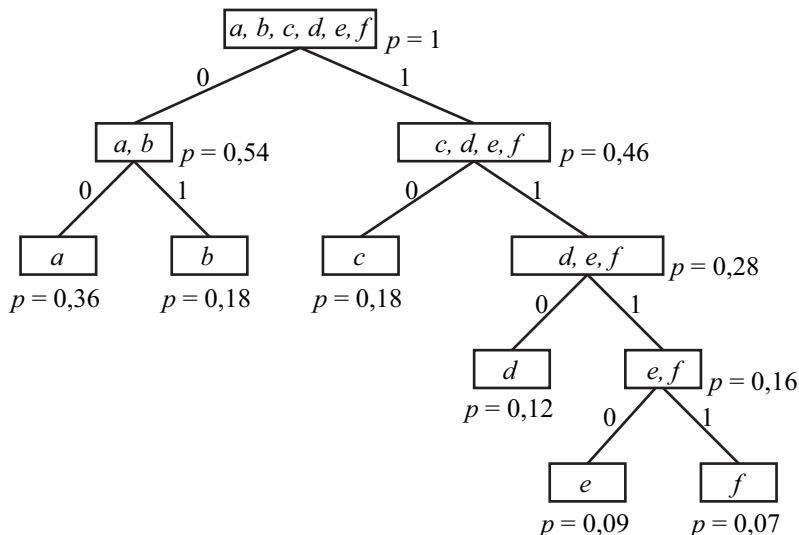 a, b, c, d, e, f p = 1
0 1
a, b p = 0,54 c, d, e, f p = 0,46
0 1 0 1
a b c d, e, f p = 0,28
p = 0,36 p = 0,18 p = 0,18
0 1
d e, f p = 0,16
p = 0,12
0 1
e f
p = 0,09 p = 0,07